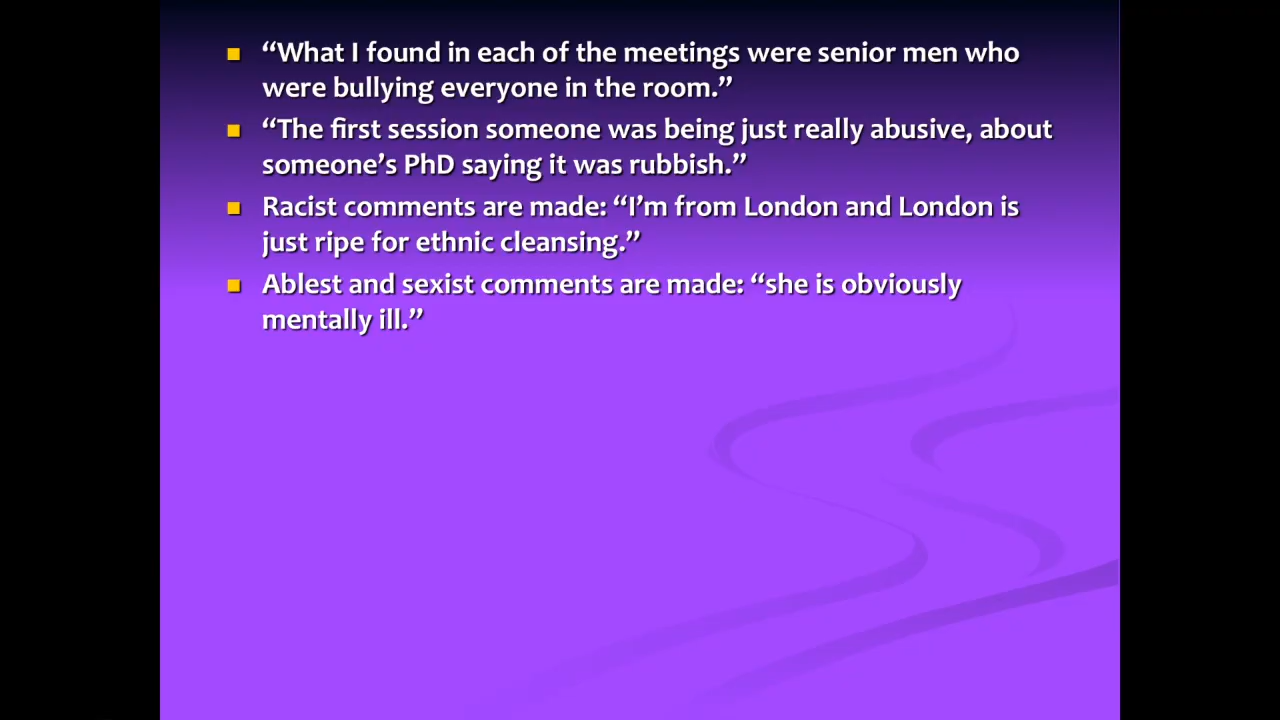 “What I found in each of the meetings were senior men who
were bullying everyone in the room.”
“The first session someone was being just really abusive, about
someone’s PhD saying it was rubbish.”
Racist comments are made: “I’m from London and London is
just ripe for ethnic cleansing.”
Ablest and sexist comments are made: “she is obviously
mentally ill.”